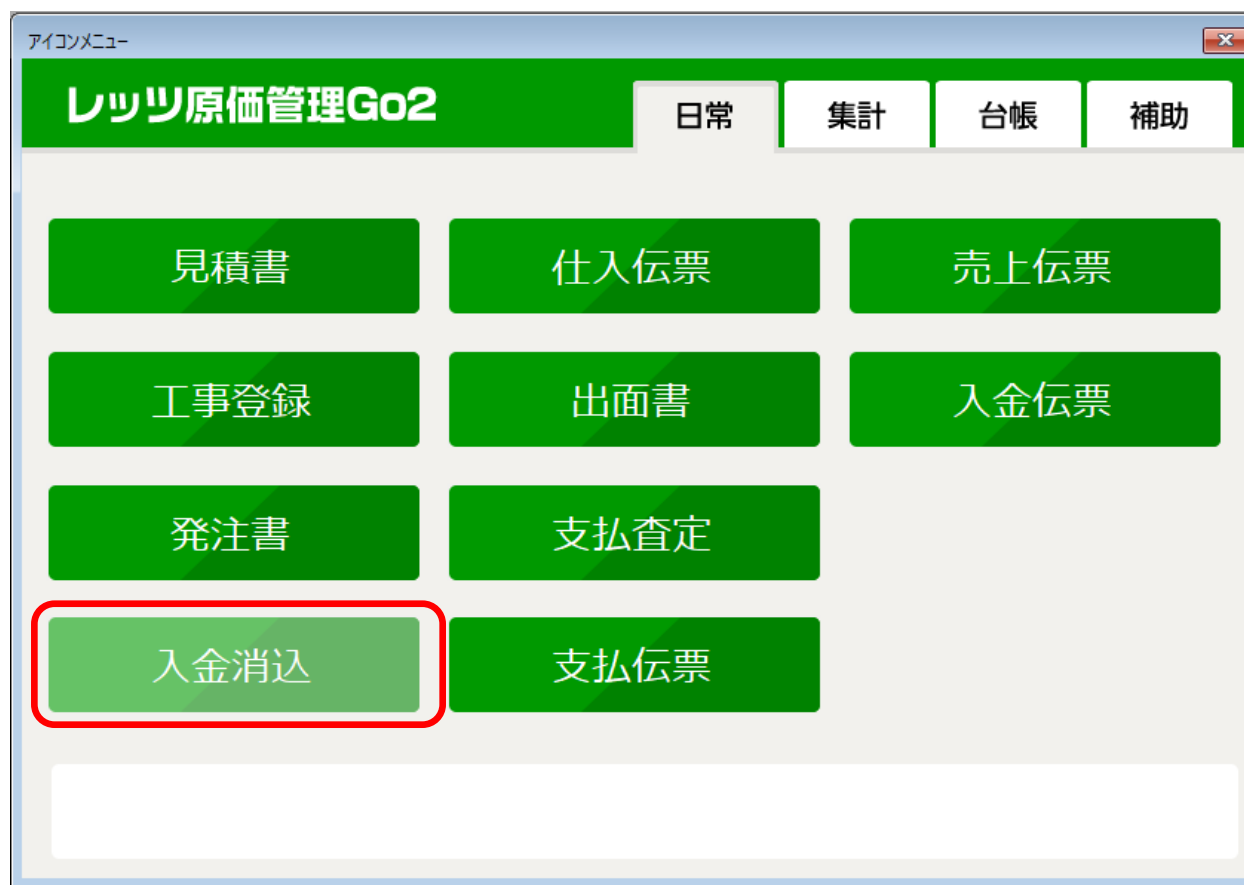 アイコンメニュー
レッツ原価管理Go2
日常 集計 台帳 補助
見積書 仕入伝票 売上伝票
工事登録 出面書 入金伝票
発注書 支払査定
入金消込 支払伝票